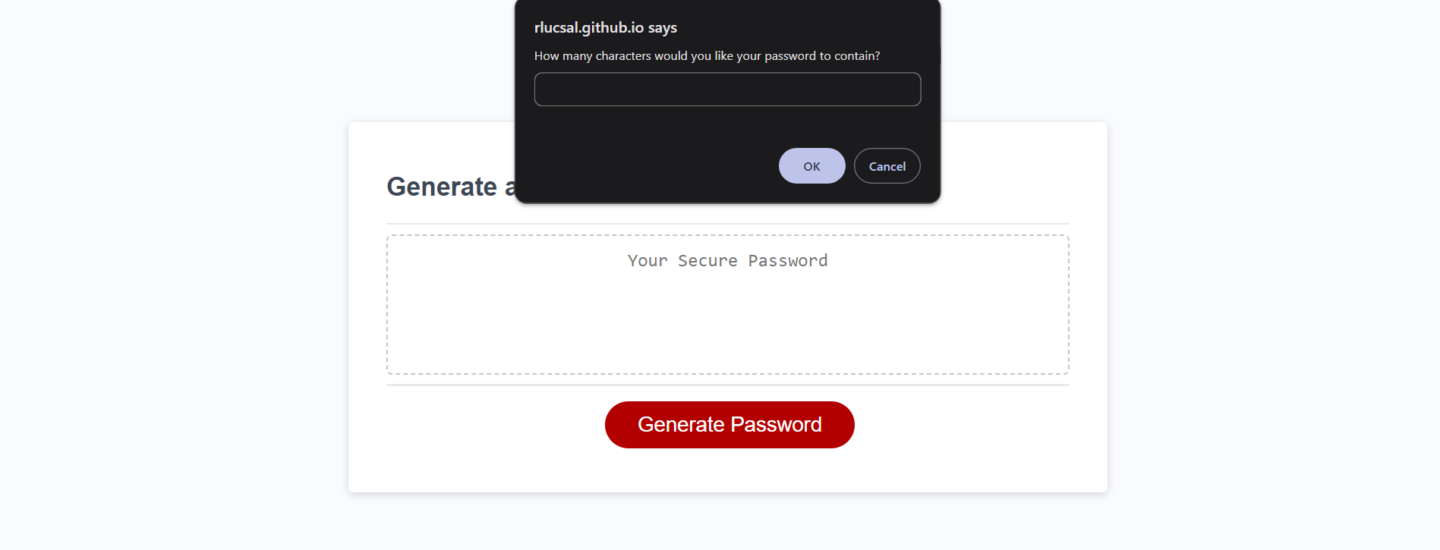 rlucsal.github.io says
How many characters would you like your password to contain?
OK
Cancel
Generate a
Your Secure Password
Generate Password